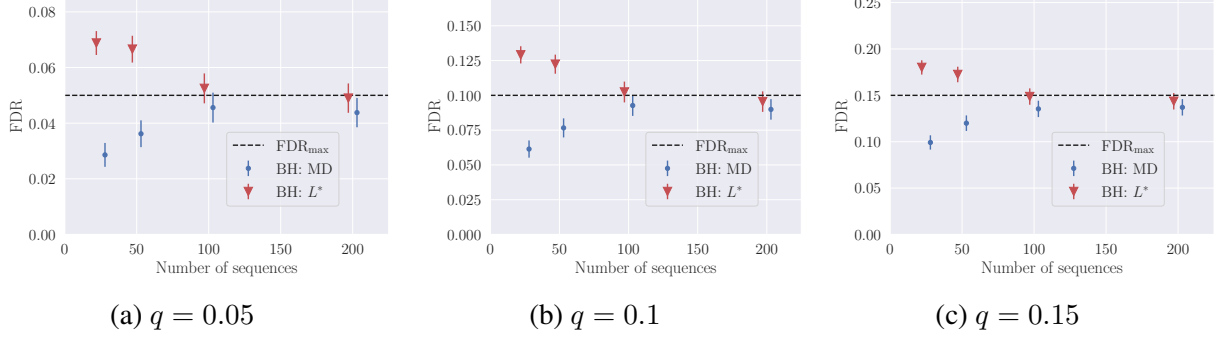 0.08
0.06
0.04
0.02
0.00
FDR
0
50
100
150
200
Number of sequences
FDRmax
BH: MD
BH: L*
(a) q = 0.05
0.150
0.125
0.100
0.075
0.050
0.025
0.000
FDR
0
50
100
150
200
Number of sequences
FDRmax
BH: MD
BH: L*
(b) q = 0.1
0.25
0.20
0.15
0.10
0.05
0.00
FDR
0
50
100
150
200
Number of sequences
FDRmax
BH: MD
BH: L*
(c) q = 0.15